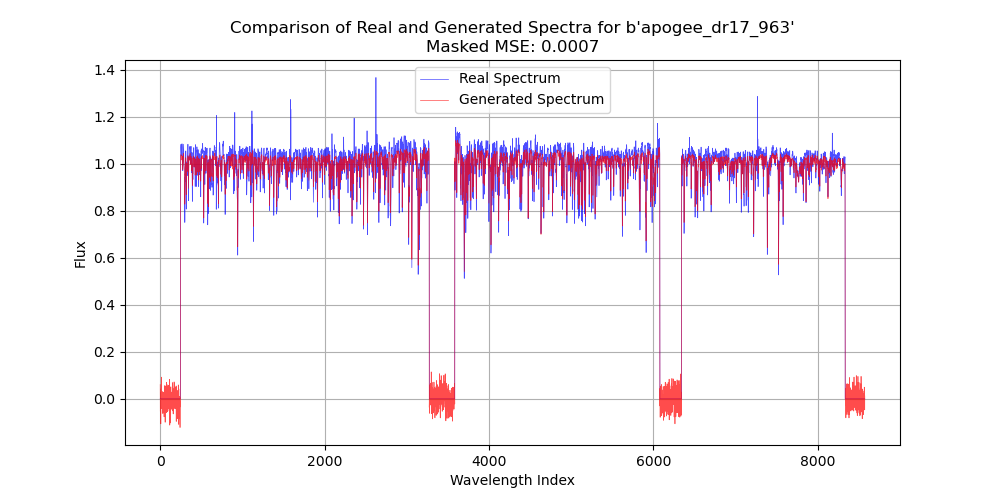 Comparison of Real and Generated Spectra for b'apogee_dr17_963'
Masked MSE: 0.0007
Real Spectrum
Generated Spectrum
1.4
1.2
1.0
0.8
0.6
0.4
0.2
0.0
Flux
0 2000 4000 6000 8000
Wavelength Index